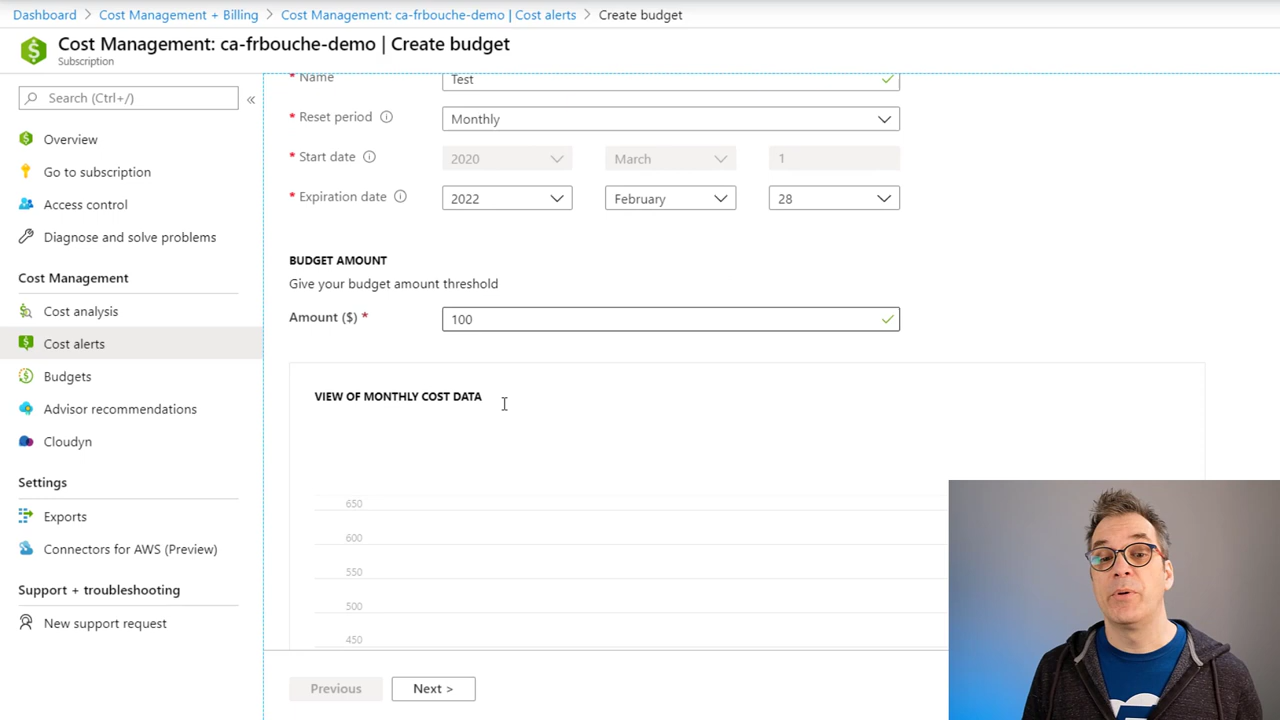 Dashboard > Cost Management + Billing > Cost Management: ca-frbouche-demo | Cost alerts > Create budget
Cost Management: ca-frbouche-demo | Create budget
Subscription
Search (Ctrl+/) «
Overview
Go to subscription
Access control
Diagnose and solve problems
Cost Management
Cost analysis
Cost alerts
Budgets
Advisor recommendations
Cloudyn
Settings
Exports
Connectors for AWS (Preview)
Support + troubleshooting
New support request
* Name Test
* Reset period Monthly
* Start date 2020 March 1
* Expiration date 2022 February 28
BUDGET AMOUNT
Give your budget amount threshold
Amount ($) * 100
VIEW OF MONTHLY COST DATA
650
600
550
500
450
Previous Next >